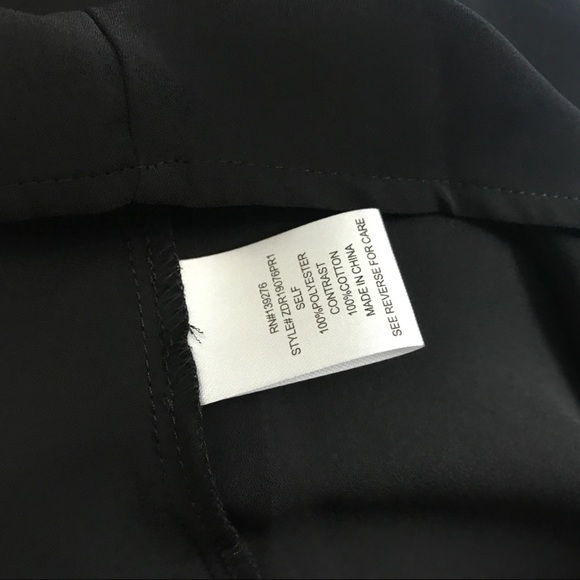 RN#139276
STYLE# ZDR19076PR1
SELF
100%POLYESTER
CONTRAST
100%COTTON
MADE IN CHINA
SEE REVERSE FOR CARE